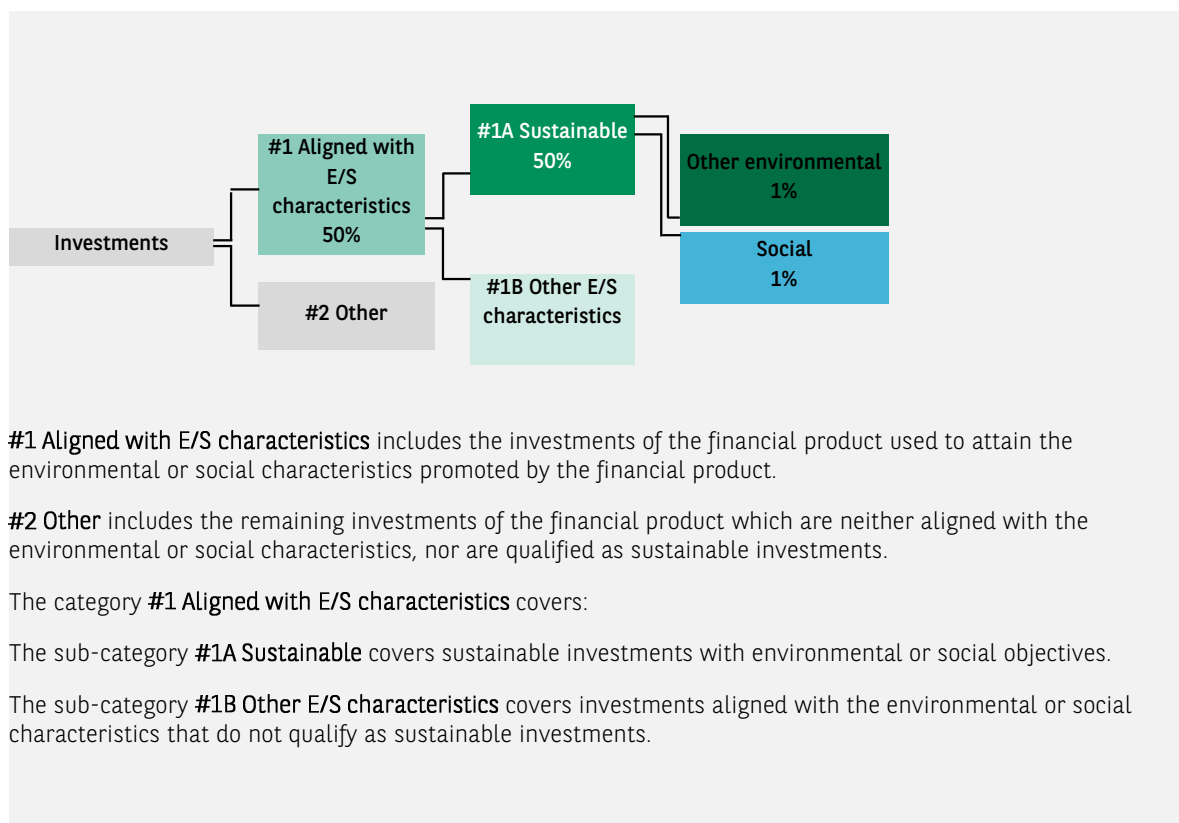 #1 Aligned with
E/S
characteristics
50%
#1A Sustainable
50%
Other environmental
1%
Investments
Social
1%
#2 Other
#1B Other E/S
characteristics
#1 Aligned with E/S characteristics includes the investments of the financial product used to attain the
environmental or social characteristics promoted by the financial product.
#2 Other includes the remaining investments of the financial product which are neither aligned with the
environmental or social characteristics, nor are qualified as sustainable investments.
The category #1 Aligned with E/S characteristics covers:
The sub-category #1A Sustainable covers sustainable investments with environmental or social objectives.
The sub-category #1B Other E/S characteristics covers investments aligned with the environmental or social
characteristics that do not qualify as sustainable investments.